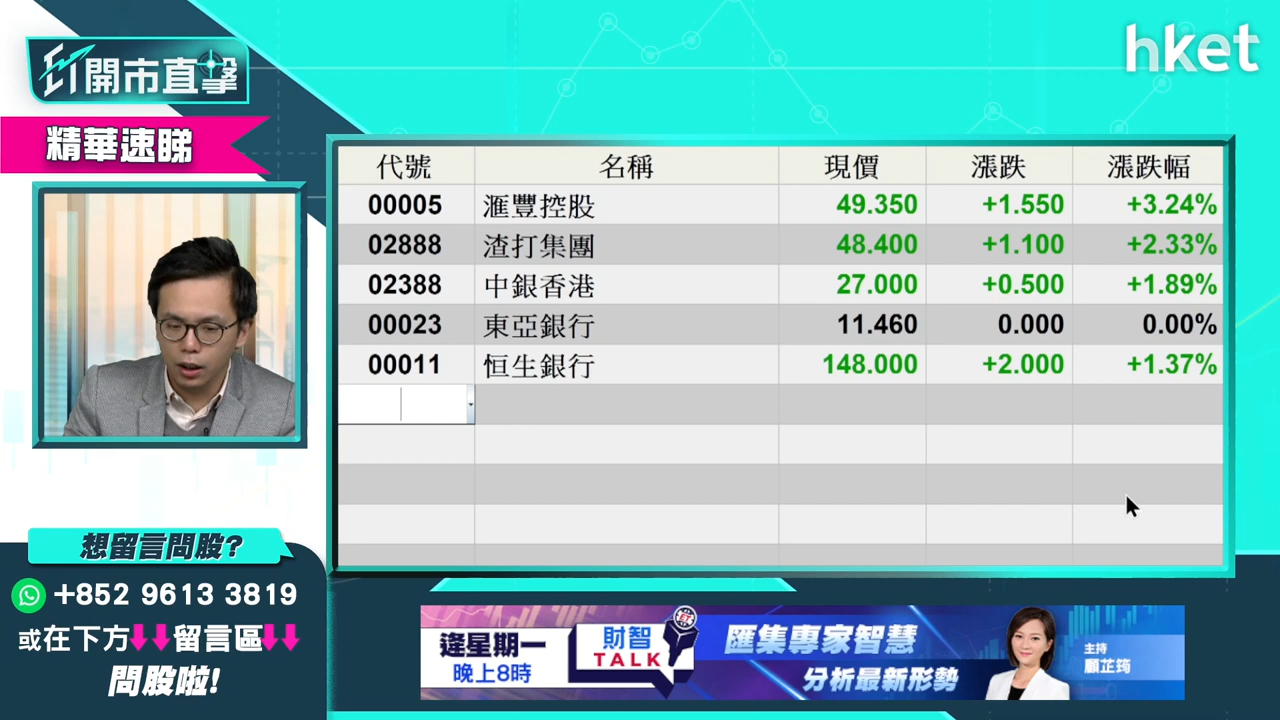 hket
ET開市直擊
精華速睇
代號 名稱 現價 漲跌 漲跌幅
00005 滙豐控股 49.350 +1.550 +3.24%
02888 渣打集團 48.400 +1.100 +2.33%
02388 中銀香港 27.000 +0.500 +1.89%
00023 東亞銀行 11.460 0.000 0.00%
00011 恒生銀行 148.000 +2.000 +1.37%
想留言問股?
+852 9613 3819
或在下方留言區
問股啦!
逢星期一
晚上8時
財智
TALK
匯集專家智慧
分析最新形勢
主持
顧芷筠